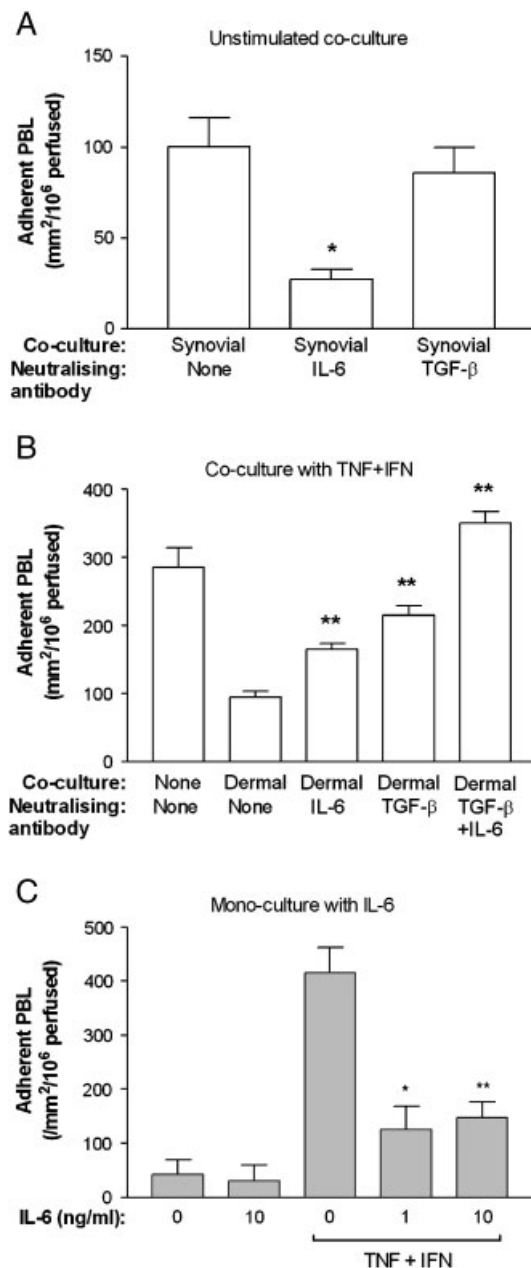 A
Unstimulated co-culture
Adherent PBL
(mm²/10⁶ perfused)
150
100
50
0
*
Co-culture: Synovial Synovial Synovial
Neutralising: None IL-6 TGF-β
antibody
B
Co-culture with TNF+IFN
Adherent PBL
(mm²/10⁶ perfused)
400
300
200
100
0
**
**
**
Co-culture: None Dermal Dermal Dermal Dermal
Neutralising: None None IL-6 TGF-β TGF-β
antibody +IL-6
C
Mono-culture with IL-6
Adherent PBL
(/mm²/10⁶ perfused)
500
400
300
200
100
0
*
**
IL-6 (ng/ml): 0 10 0 1 10
TNF + IFN